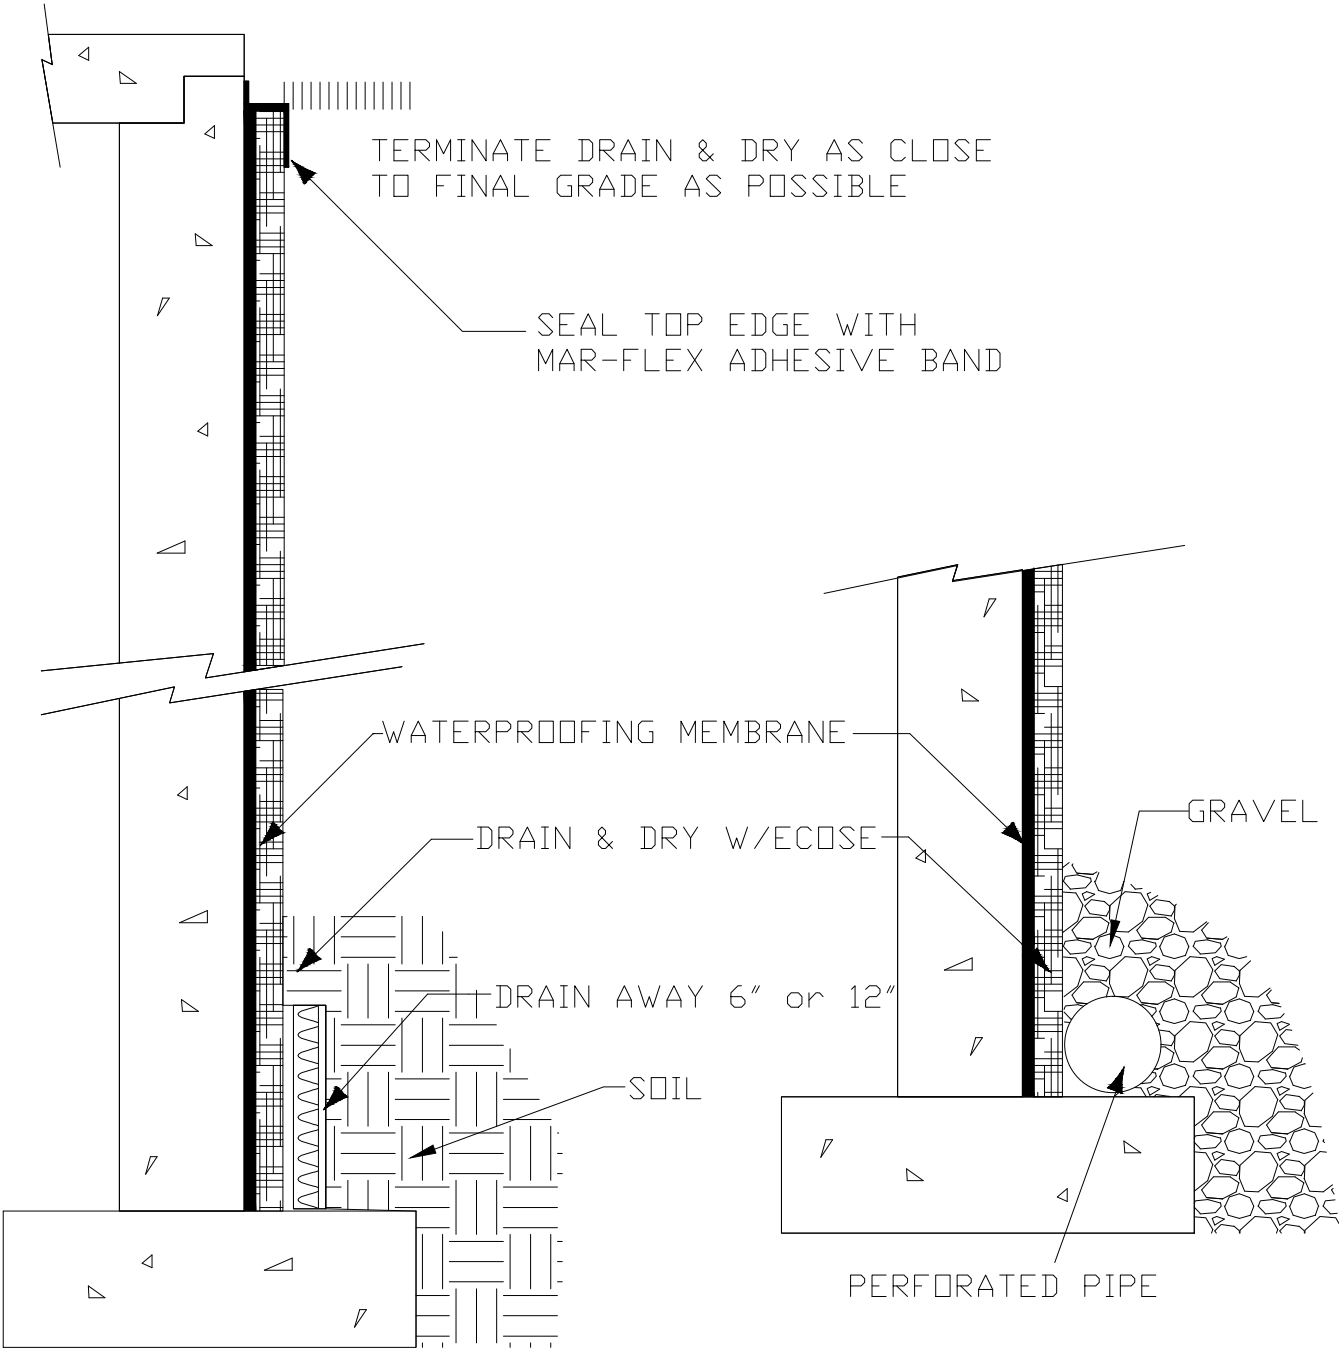 TERMINATE DRAIN & DRY AS CLOSE
TO FINAL GRADE AS POSSIBLE
SEAL TOP EDGE WITH
MAR-FLEX ADHESIVE BAND
WATERPROOFING MEMBRANE
GRAVEL
DRAIN & DRY W/ECOSE
DRAIN AWAY 6" or 12"
SOIL
PERFORATED PIPE